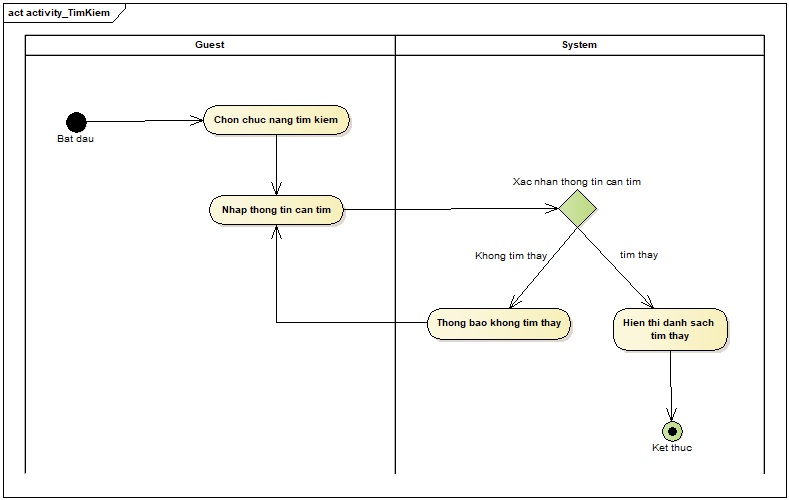 act activity_TimKiem
Guest
System
Bat dau
Chon chuc nang tim kiem
Nhap thong tin can tim
Xac nhan thong tin can tim
Khong tim thay
tim thay
Thong bao khong tim thay
Hien thi danh sach
tim thay
Ket thuc